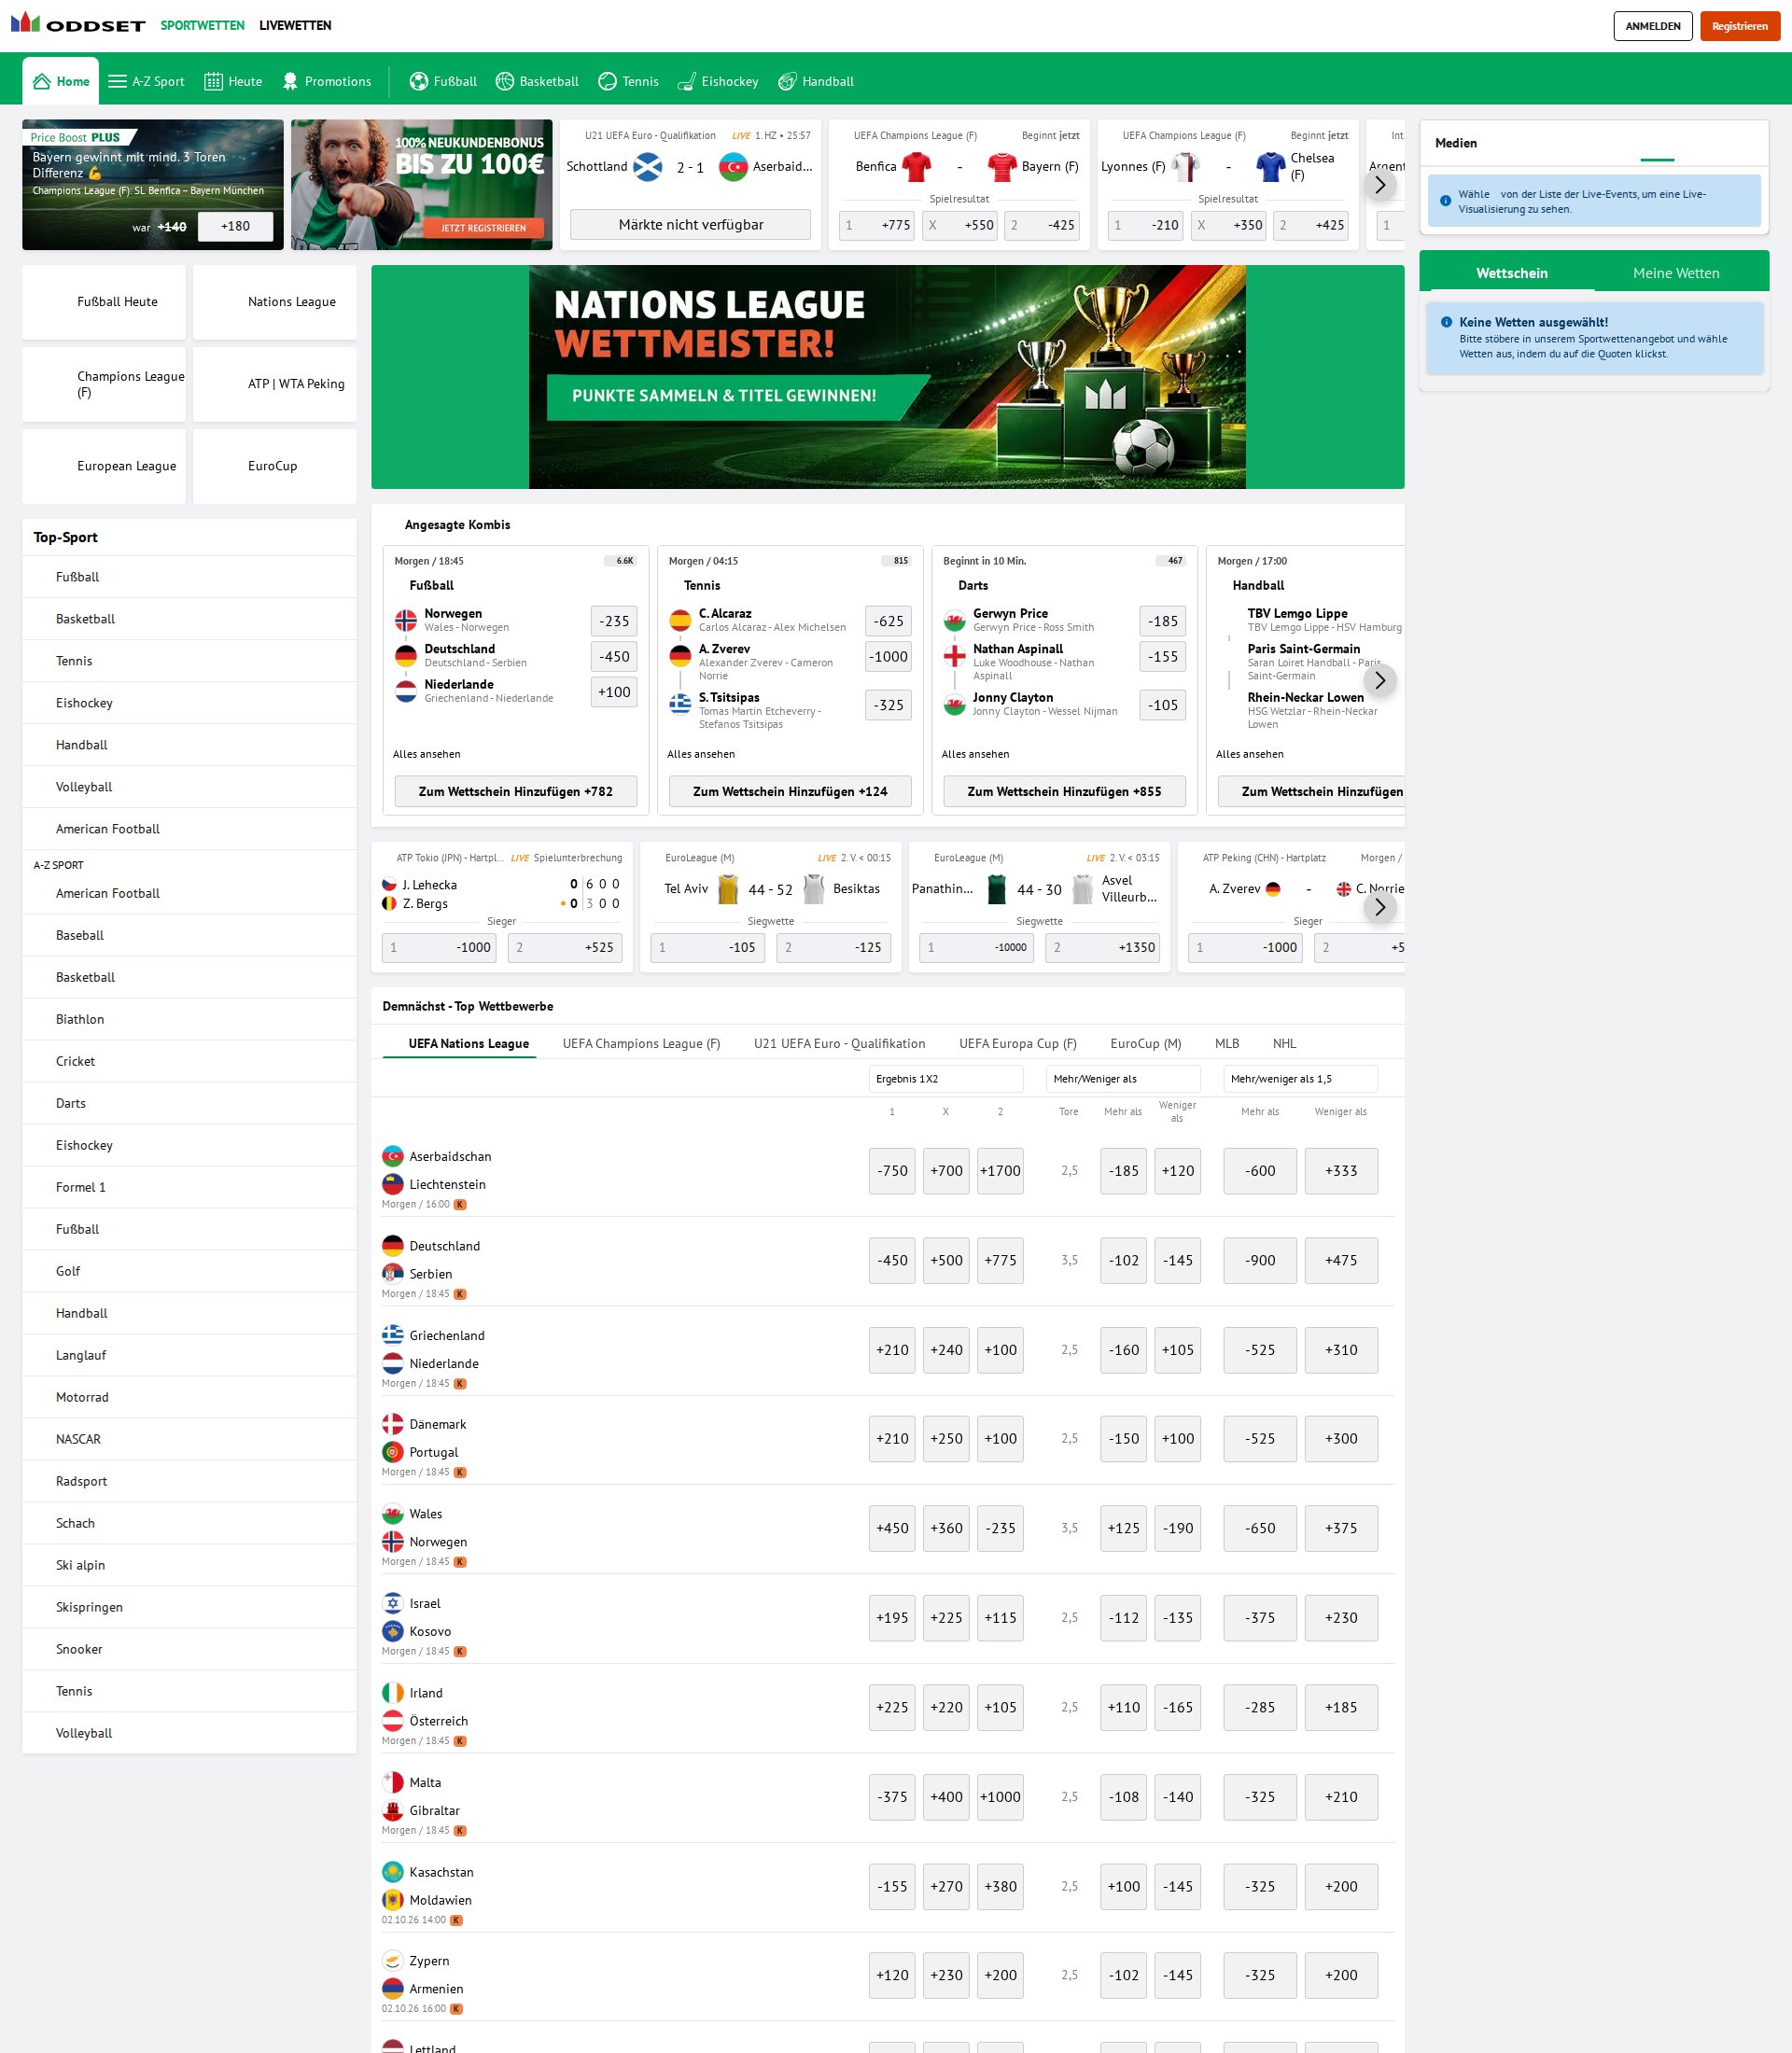 ODDSET SPORTWETTEN LIVEWETTEN ANMELDEN Registrieren
Home A-Z Sport Heute Promotions Fußball Basketball Tennis Eishockey Handball
Price Boost PLUS
Bayern gewinnt mit mind. 3 Toren
Differenz 💪
Champions League (F): SL Benfica – Bayern München
war +140 +180
100% NEUKUNDENBONUS
BIS ZU 100€
JETZT REGISTRIEREN
U21 UEFA Euro - Qualifikation LIVE 1. HZ • 25:57
Schottland 2 - 1 Aserbaid...
Märkte nicht verfügbar
UEFA Champions League (F) Beginnt jetzt
Benfica - Bayern (F)
Spielresultat
1 +775 X +550 2 -425
UEFA Champions League (F) Beginnt jetzt
Lyonnes (F) - Chelsea
(F)
Spielresultat
1 -210 X +350 2 +425
Int
Argent
1
Medien
Wähle von der Liste der Live-Events, um eine Live-
Visualisierung zu sehen.
Wettschein Meine Wetten
Keine Wetten ausgewählt!
Bitte stöbere in unserem Sportwettenangebot und wähle
Wetten aus, indem du auf die Quoten klickst.
Fußball Heute Nations League
Champions League
(F) ATP | WTA Peking
European League EuroCup
Top-Sport
Fußball
Basketball
Tennis
Eishockey
Handball
Volleyball
American Football
A-Z SPORT
American Football
Baseball
Basketball
Biathlon
Cricket
Darts
Eishockey
Formel 1
Fußball
Golf
Handball
Langlauf
Motorrad
NASCAR
Radsport
Schach
Ski alpin
Skispringen
Snooker
Tennis
Volleyball
NATIONS LEAGUE
WETTMEISTER!
PUNKTE SAMMELN & TITEL GEWINNEN!
Angesagte Kombis
Morgen / 18:45 6.6K
Fußball
Norwegen -235
Wales - Norwegen
Deutschland -450
Deutschland - Serbien
Niederlande +100
Griechenland - Niederlande
Alles ansehen
Zum Wettschein Hinzufügen +782
Morgen / 04:15 815
Tennis
C. Alcaraz -625
Carlos Alcaraz - Alex Michelsen
A. Zverev -1000
Alexander Zverev - Cameron
Norrie
S. Tsitsipas -325
Tomas Martin Etcheverry -
Stefanos Tsitsipas
Alles ansehen
Zum Wettschein Hinzufügen +124
Beginnt in 10 Min. 467
Darts
Gerwyn Price -185
Gerwyn Price - Ross Smith
Nathan Aspinall -155
Luke Woodhouse - Nathan
Aspinall
Jonny Clayton -105
Jonny Clayton - Wessel Nijman
Alles ansehen
Zum Wettschein Hinzufügen +855
Morgen / 17:00
Handball
TBV Lemgo Lippe
TBV Lemgo Lippe - HSV Hamburg
Paris Saint-Germain
Saran Loiret Handball - Paris
Saint-Germain
Rhein-Neckar Lowen
HSG Wetzlar - Rhein-Neckar
Lowen
Alles ansehen
Zum Wettschein Hinzufügen
ATP Tokio (JPN) - Hartpl... LIVE Spielunterbrechung
J. Lehecka 0 6 0 0
Z. Bergs 0 3 0 0
Sieger
1 -1000 2 +525
EuroLeague (M) LIVE 2. V. < 00:15
Tel Aviv 44 - 52 Besiktas
Siegwette
1 -105 2 -125
EuroLeague (M) LIVE 2. V. < 03:15
Panathin... 44 - 30 Asvel
Villeurb...
Siegwette
1 -10000 2 +1350
ATP Peking (CHN) - Hartplatz Morgen /
A. Zverev - C. Norrie
Sieger
1 -1000 2 +5
Demnächst - Top Wettbewerbe
UEFA Nations League UEFA Champions League (F) U21 UEFA Euro - Qualifikation UEFA Europa Cup (F) EuroCup (M) MLB NHL
Ergebnis 1X2 Mehr/Weniger als Mehr/weniger als 1,5
1 X 2 Tore Mehr als Weniger
als Mehr als Weniger als
Aserbaidschan
Liechtenstein
Morgen / 16:00 K
-750 +700 +1700 2,5 -185 +120 -600 +333
Deutschland
Serbien
Morgen / 18:45 K
-450 +500 +775 3,5 -102 -145 -900 +475
Griechenland
Niederlande
Morgen / 18:45 K
+210 +240 +100 2,5 -160 +105 -525 +310
Dänemark
Portugal
Morgen / 18:45 K
+210 +250 +100 2,5 -150 +100 -525 +300
Wales
Norwegen
Morgen / 18:45 K
+450 +360 -235 3,5 +125 -190 -650 +375
Israel
Kosovo
Morgen / 18:45 K
+195 +225 +115 2,5 -112 -135 -375 +230
Irland
Österreich
Morgen / 18:45 K
+225 +220 +105 2,5 +110 -165 -285 +185
Malta
Gibraltar
Morgen / 18:45 K
-375 +400 +1000 2,5 -108 -140 -325 +210
Kasachstan
Moldawien
02.10.26 14:00 K
-155 +270 +380 2,5 +100 -145 -325 +200
Zypern
Armenien
02.10.26 16:00 K
+120 +230 +200 2,5 -102 -145 -325 +200
Lettland